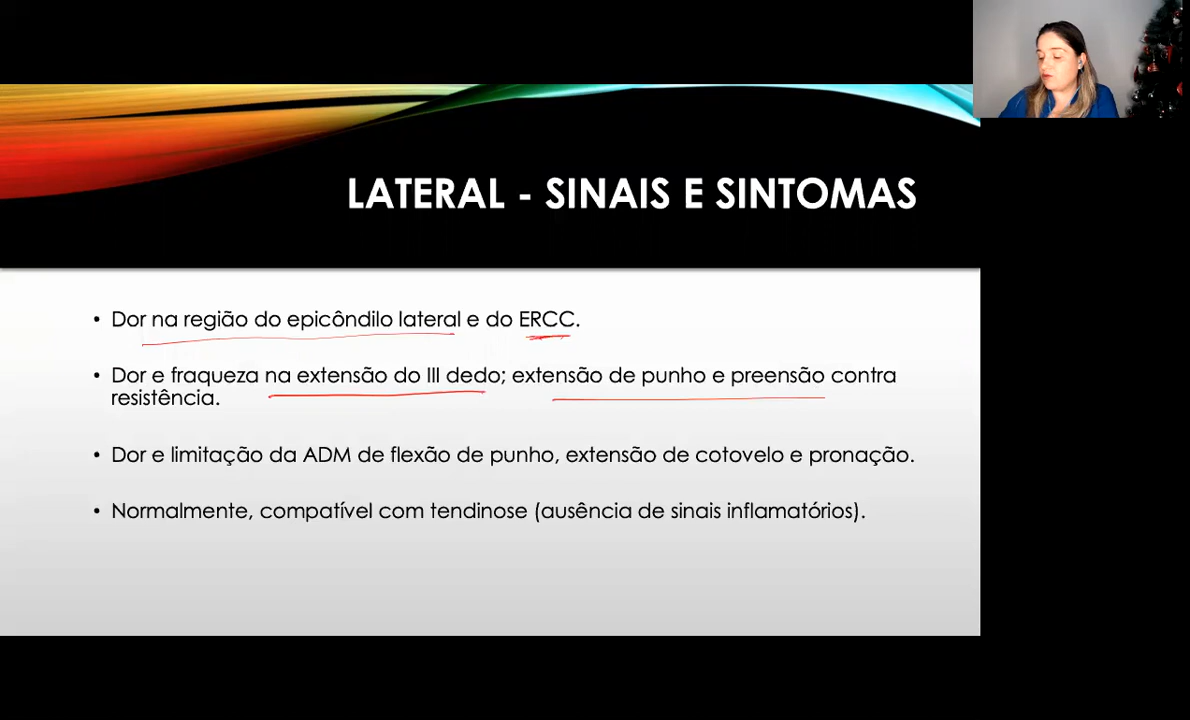 LATERAL - SINAIS E SINTOMAS
• Dor na região do epicôndilo lateral e do ERCC.
• Dor e fraqueza na extensão do III dedo; extensão de punho e preensão contra
resistência.
• Dor e limitação da ADM de flexão de punho, extensão de cotovelo e pronação.
• Normalmente, compatível com tendinose (ausência de sinais inflamatórios).